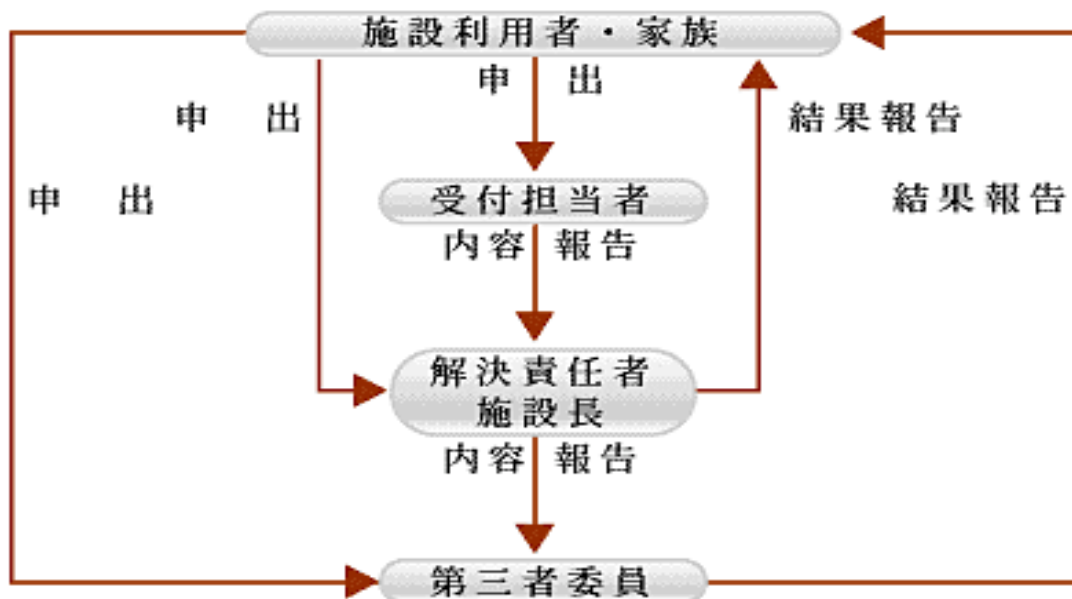 施設利用者・家族
申 出
申 出
結果報告
申 出
結果報告
受付担当者
内容 報告
解決責任者
施設長
内容 報告
第三者委員